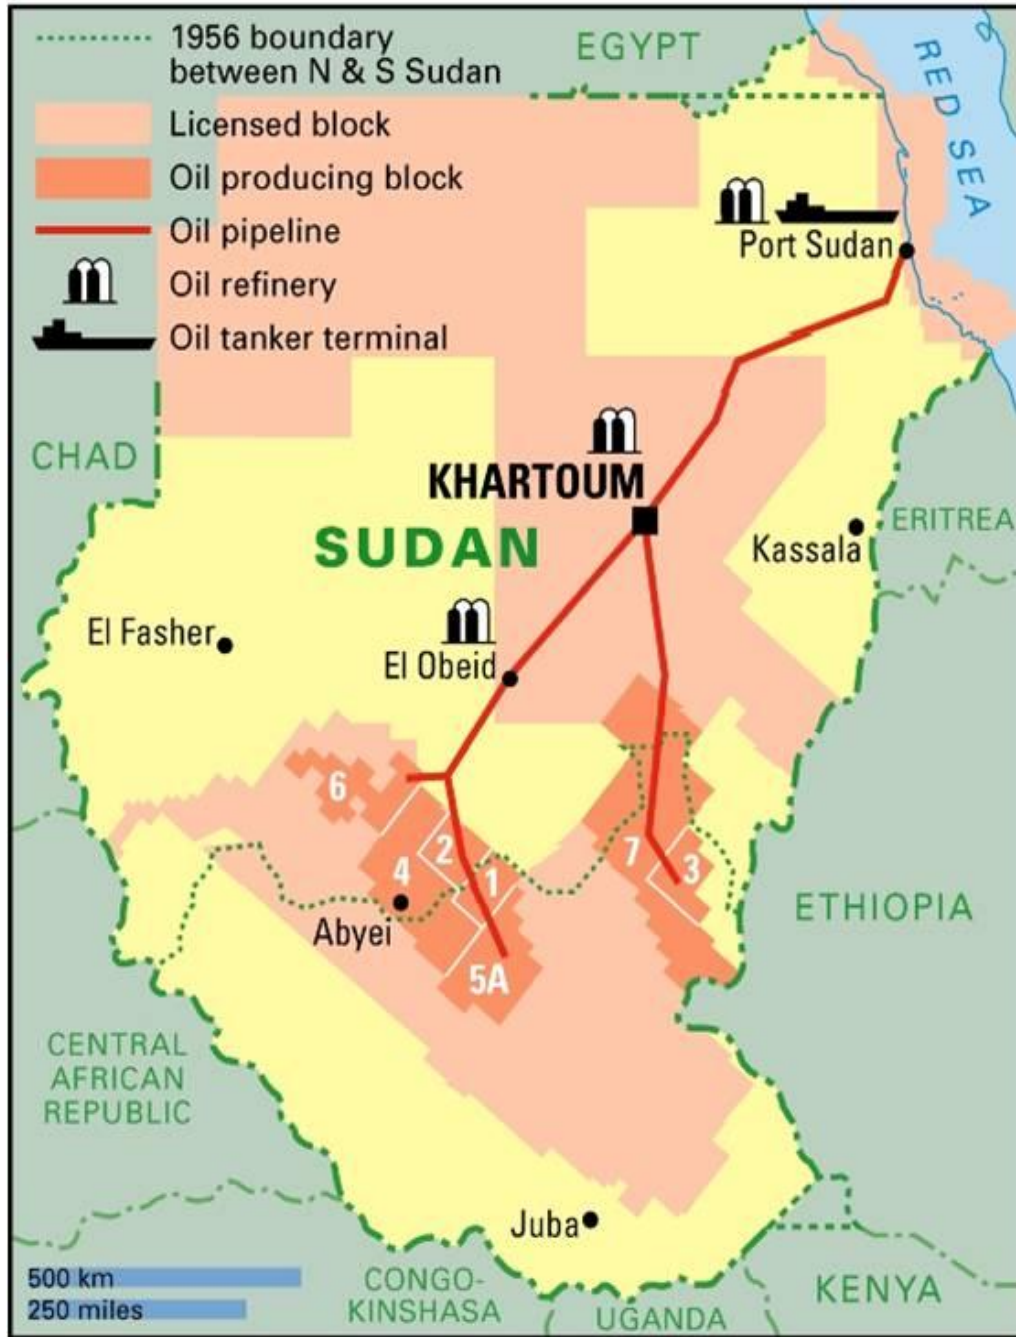 1956 boundary
between N & S Sudan
Licensed block
Oil producing block
Oil pipeline
Oil refinery
Oil tanker terminal
EGYPT
RED SEA
Port Sudan
CHAD
KHARTOUM
SUDAN
Kassala
ERITREA
El Fasher
El Obeid
6
2
4
1
7
3
Abyei
5A
ETHIOPIA
CENTRAL
AFRICAN
REPUBLIC
Juba
500 km
250 miles
CONGO-
KINSHASA
UGANDA
KENYA